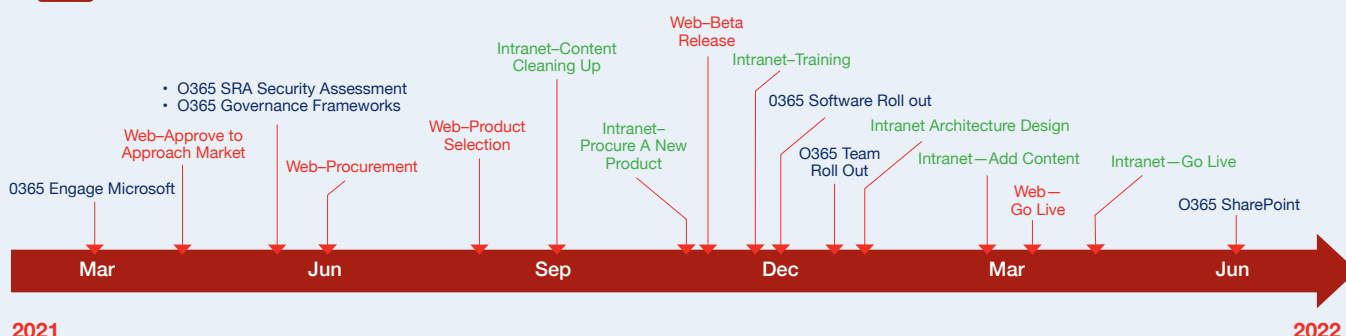 Web–Beta
Release
Intranet–Content
Cleaning Up
Intranet–Training
• O365 SRA Security Assessment
• O365 Governance Frameworks
0365 Software Roll out
Web–Approve to
Approach Market
Web–Product
Selection
Intranet–
Procure A New
Product
Intranet Architecture Design
Web–Procurement
O365 Team
Roll Out
Intranet—Add Content
Intranet—Go Live
0365 Engage Microsoft
Web—
Go Live
O365 SharePoint
Mar
Jun
Sep
Dec
Mar
Jun
2021
2022